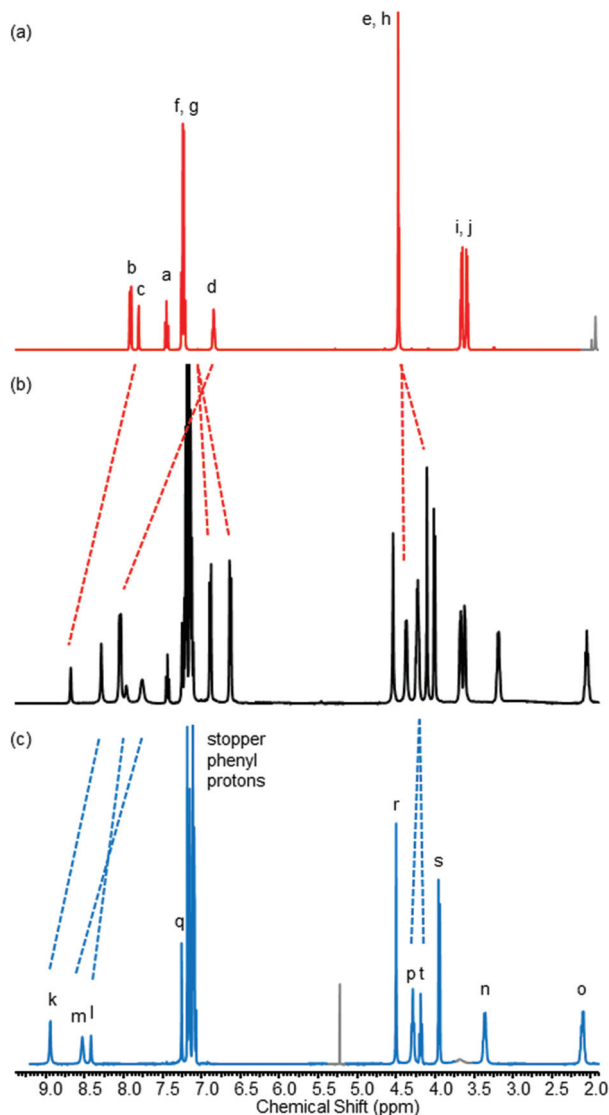 (a)
e, h
f, g
i, j
b
c
a
d
(b)
(c)
stopper
phenyl
protons
r
s
q
p t
k
m l
n
o
9.0 8.5 8.0 7.5 7.0 6.5 6.0 5.5 5.0 4.5 4.0 3.5 3.0 2.5 2.0
Chemical Shift (ppm)